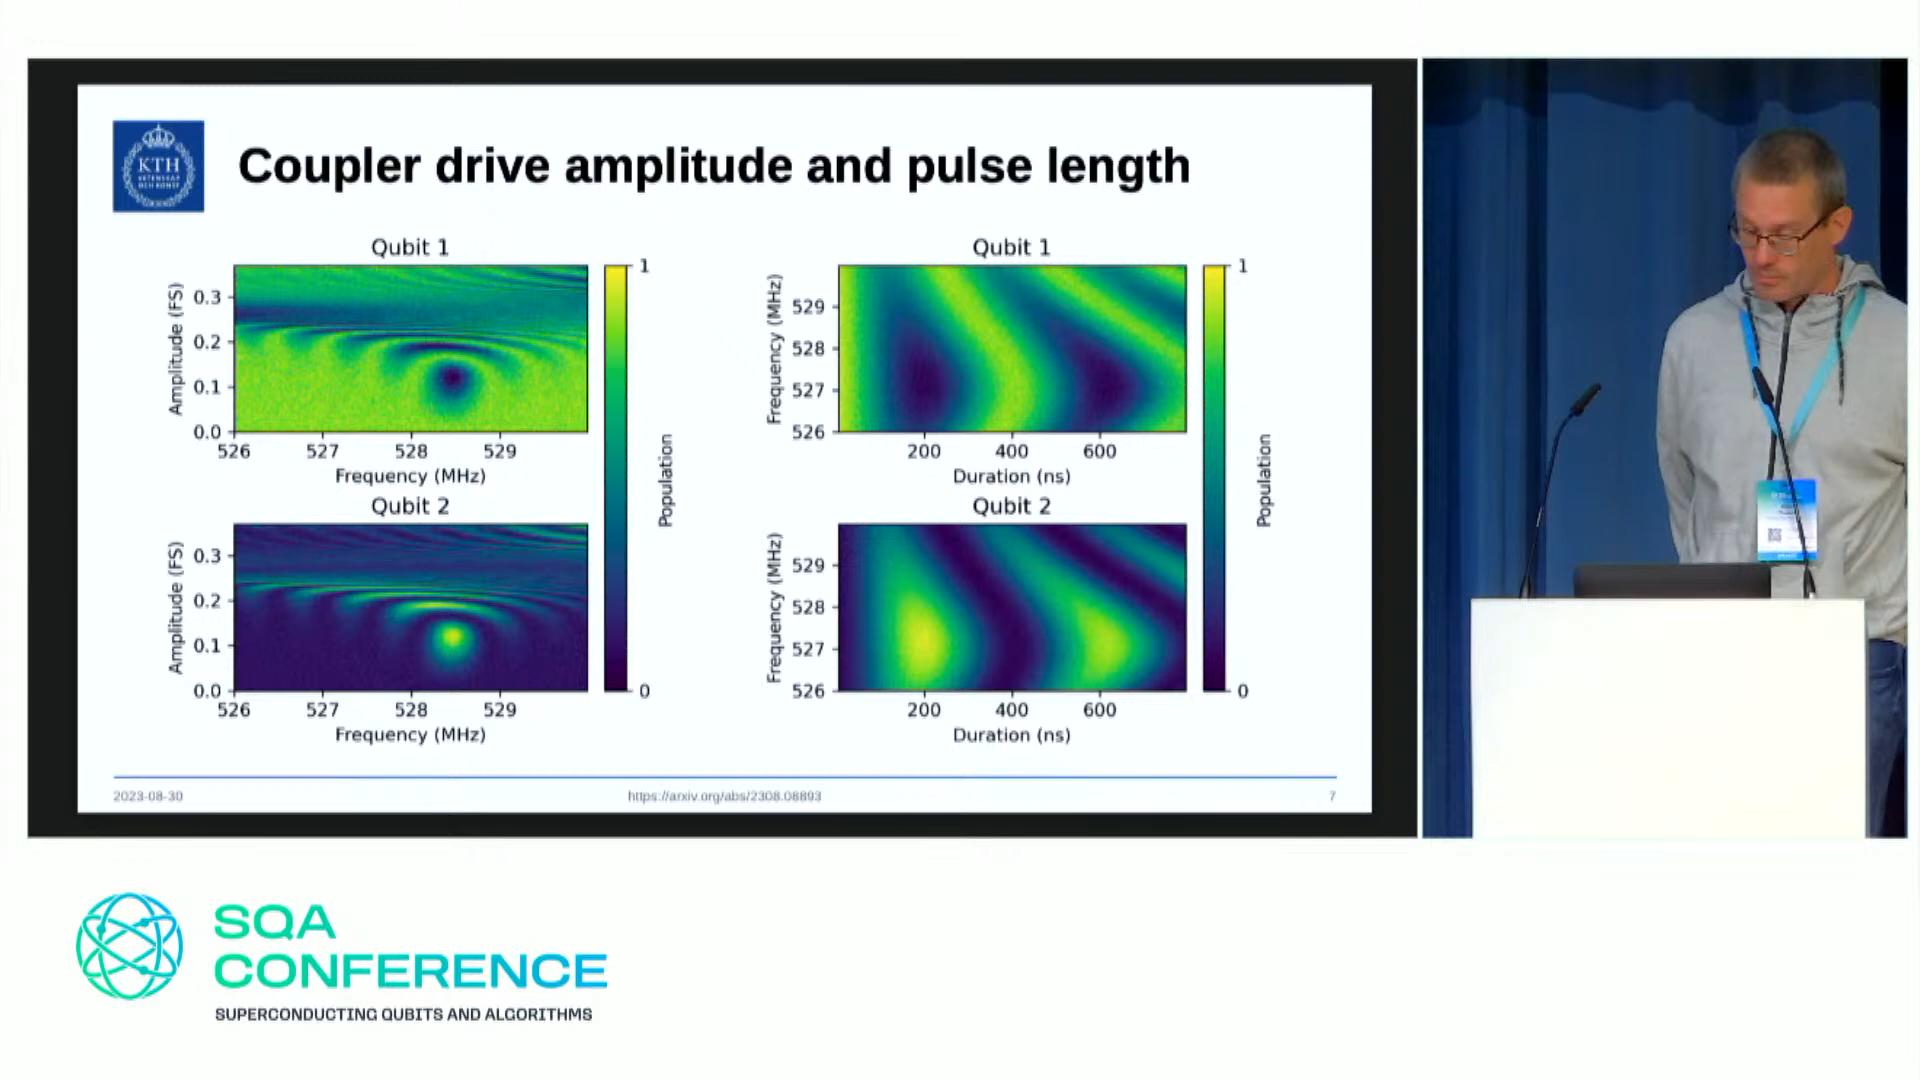 KTH
VETENSKAP
OCH KONST
Coupler drive amplitude and pulse length
Qubit 1
Amplitude (FS)
0.3
0.2
0.1
0.0
526 527 528 529
Frequency (MHz)
Qubit 2
Amplitude (FS)
0.3
0.2
0.1
0.0
526 527 528 529
Frequency (MHz)
1
Population
0
Qubit 1
Frequency (MHz)
529
528
527
526
200 400 600
Duration (ns)
Qubit 2
Frequency (MHz)
529
528
527
526
200 400 600
Duration (ns)
1
Population
0
2023-08-30 https://arxiv.org/abs/2308.08893 7
SQA
CONFERENCE
SUPERCONDUCTING QUBITS AND ALGORITHMS